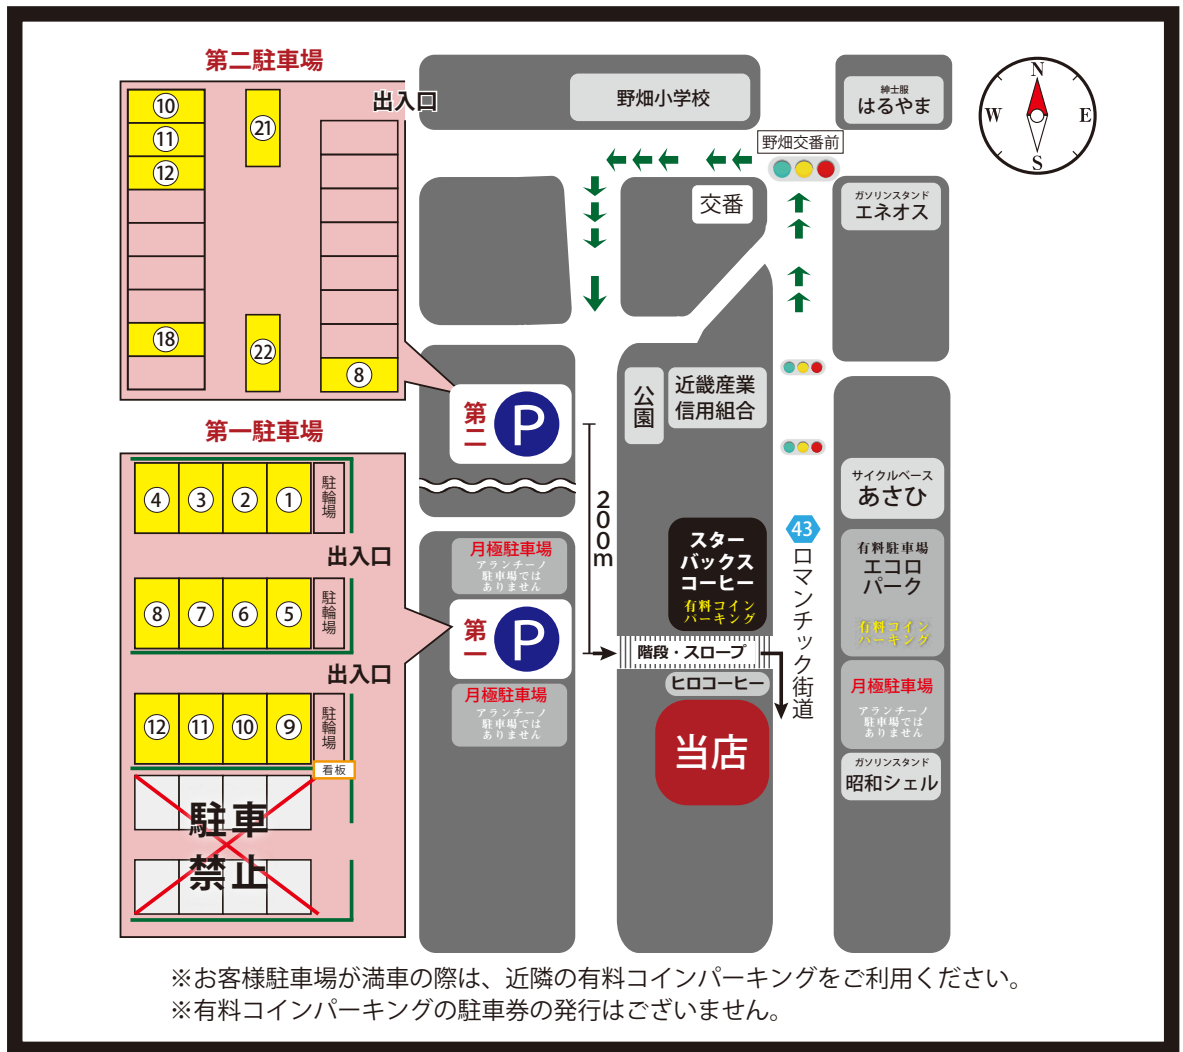 第二駐車場
出入口
⑩
⑪
⑫
⑱
㉑
㉒
⑧
第一駐車場
④
③
②
①
駐輪場
出入口
⑧
⑦
⑥
⑤
駐輪場
出入口
⑫
⑪
⑩
⑨
駐輪場
看板
駐車
禁止
野畑小学校
紳士服
はるやま
N
W
E
S
野畑交番前
交番
ガソリンスタンド
エネオス
第二
P
公園
近畿産業
信用組合
200m
サイクルベース
あさひ
43
ロマンチック街道
スター
バックス
コーヒー
有料コイン
パーキング
有料駐車場
エコロ
パーク
有料コイン
パーキング
月極駐車場
アランチーノ
駐車場では
ありません
第一
P
階段・スロープ
ヒロコーヒー
月極駐車場
アランチーノ
駐車場では
ありません
当店
月極駐車場
アランチーノ
駐車場では
ありません
ガソリンスタンド
昭和シェル
※お客様駐車場が満車の際は、近隣の有料コインパーキングをご利用ください。
※有料コインパーキングの駐車券の発行はございません。